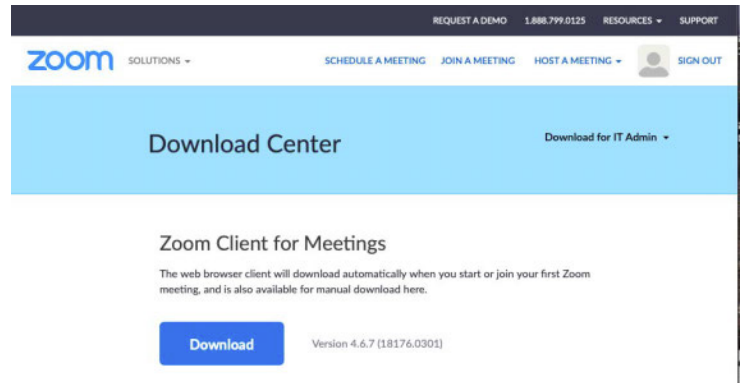 REQUEST A DEMO 1.888.799.0125 RESOURCES SUPPORT
zoom SOLUTIONS SCHEDULE A MEETING JOIN A MEETING HOST A MEETING SIGN OUT
Download Center Download for IT Admin
Zoom Client for Meetings
The web browser client will download automatically when you start or join your first Zoom
meeting, and is also available for manual download here.
Download Version 4.6.7 (18176.0301)